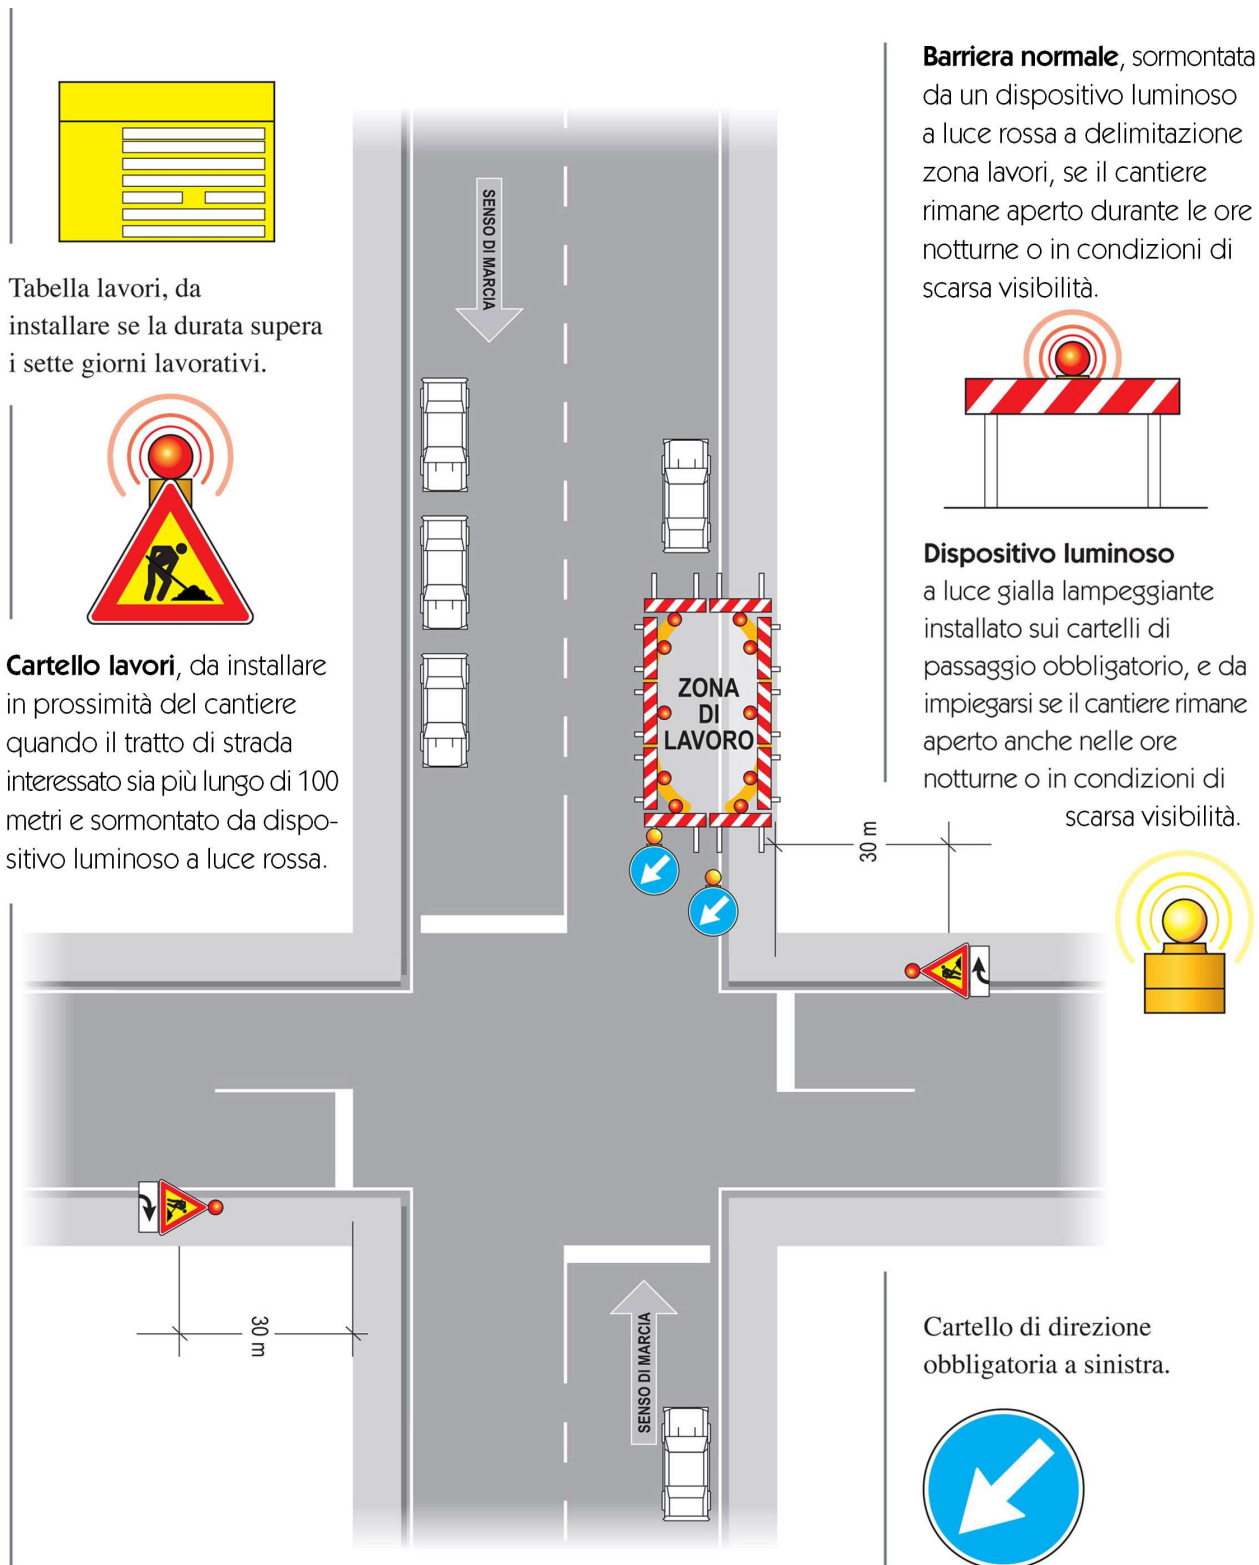 Tabella lavori, da
installare se la durata supera
i sette giorni lavorativi.
Cartello lavori, da installare
in prossimità del cantiere
quando il tratto di strada
interessato sia più lungo di 100
metri e sormontato da dispo-
sitivo luminoso a luce rossa.
SENSO DI MARCIA
ZONA
DI
LAVORO
30 m
30 m
SENSO DI MARCIA
Barriera normale, sormontata
da un dispositivo luminoso
a luce rossa a delimitazione
zona lavori, se il cantiere
rimane aperto durante le ore
notturne o in condizioni di
scarsa visibilità.
Dispositivo luminoso
a luce gialla lampeggiante
installato sui cartelli di
passaggio obbligatorio, e da
impiegarsi se il cantiere rimane
aperto anche nelle ore
notturne o in condizioni di
scarsa visibilità.
Cartello di direzione
obbligatoria a sinistra.